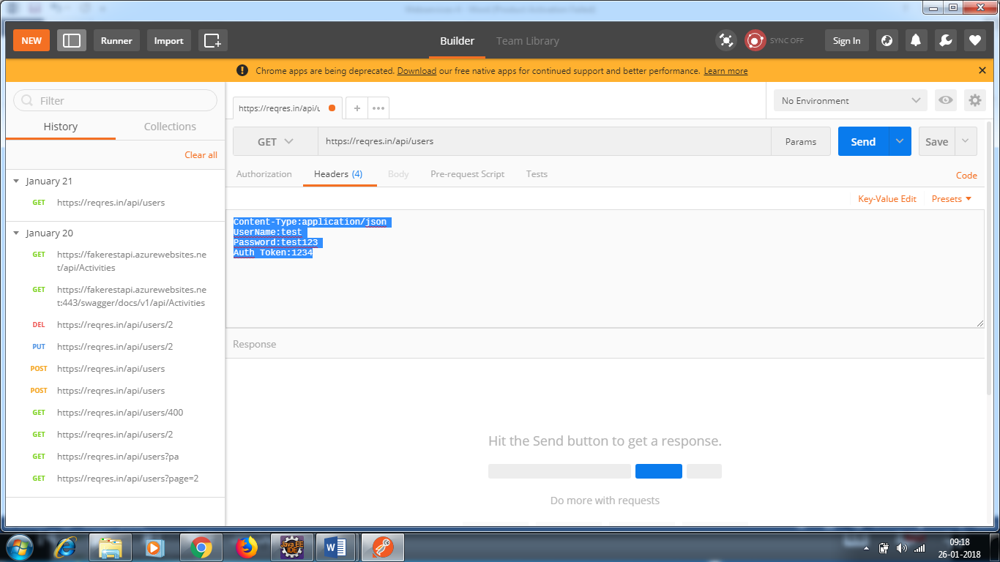 NEW
Runner
Import
Builder
Team Library
SYNC OFF
Sign In
Chrome apps are being deprecated. Download our free native apps for continued support and better performance. Learn more
Filter
History
Collections
Clear all
January 21
GET https://reqres.in/api/users
January 20
GET https://fakerestapi.azurewebsites.ne
t/api/Activities
GET https://fakerestapi.azurewebsites.ne
t:443/swagger/docs/v1/api/Activities
DEL https://reqres.in/api/users/2
PUT https://reqres.in/api/users/2
POST https://reqres.in/api/users
POST https://reqres.in/api/users
GET https://reqres.in/api/users/400
GET https://reqres.in/api/users/2
GET https://reqres.in/api/users?pa
GET https://reqres.in/api/users?page=2
https://reqres.in/api/u
No Environment
GET
https://reqres.in/api/users
Params
Send
Save
Authorization
Headers (4)
Body
Pre-request Script
Tests
Code
Key-Value Edit
Presets
Content-Type:application/json
UserName:test
Password:test123
Auth Token:1234
Response
Hit the Send button to get a response.
Do more with requests
Java EE
IDE
09:18
26-01-2018